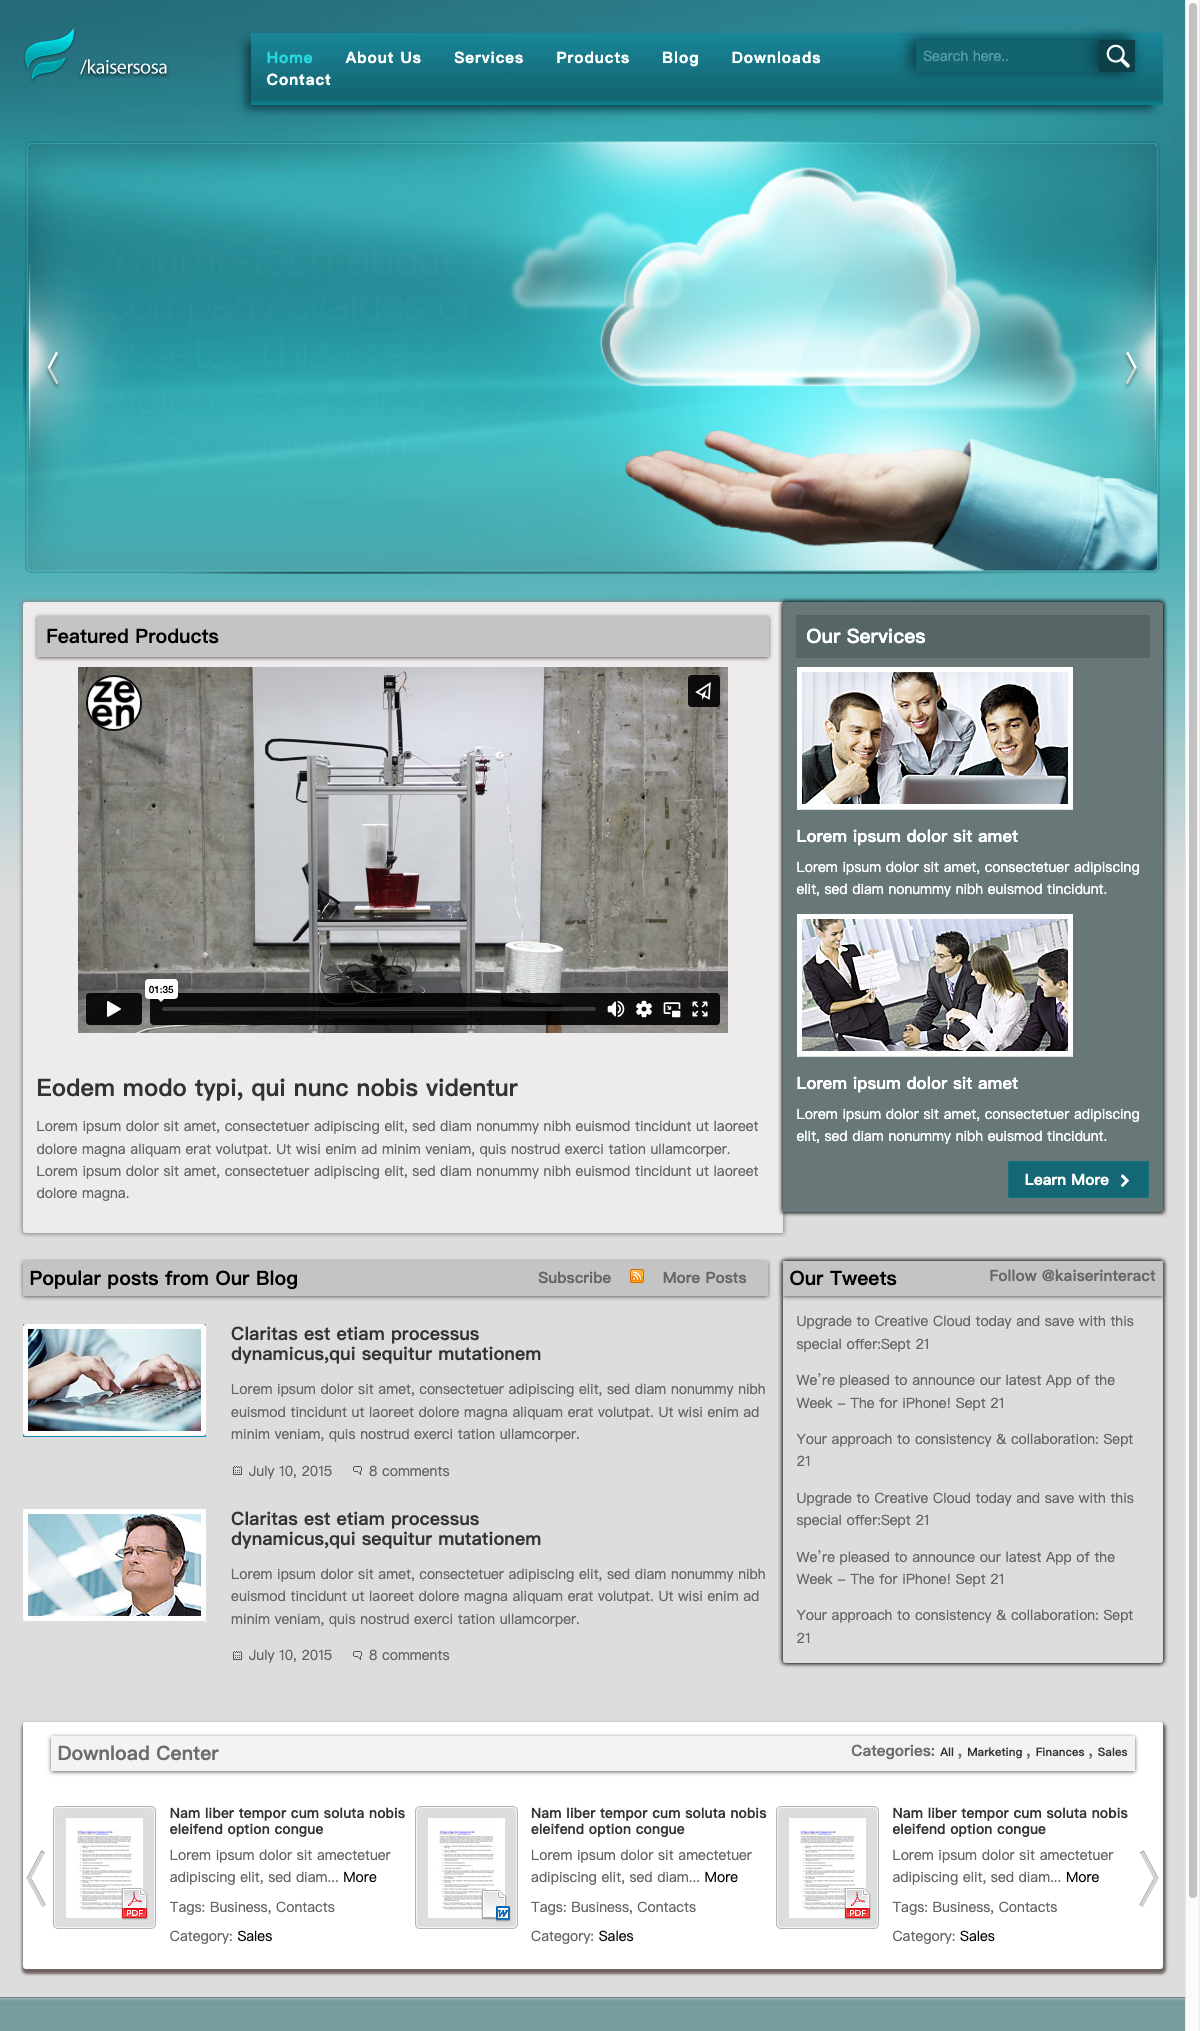 /kaisersosa
Home About Us Services Products Blog Downloads
Contact
Search here..
Yourhi-tech about
company'svalues or
assets. This is a
Featured Products
ze
en
01:35
Eodem modo typi, qui nunc nobis videntur
Lorem ipsum dolor sit amet, consectetuer adipiscing elit, sed diam nonummy nibh euismod tincidunt ut laoreet
dolore magna aliquam erat volutpat. Ut wisi enim ad minim veniam, quis nostrud exerci tation ullamcorper.
Lorem ipsum dolor sit amet, consectetuer adipiscing elit, sed diam nonummy nibh euismod tincidunt ut laoreet
dolore magna.
Our Services
Lorem ipsum dolor sit amet
Lorem ipsum dolor sit amet, consectetuer adipiscing
elit, sed diam nonummy nibh euismod tincidunt.
Lorem ipsum dolor sit amet
Lorem ipsum dolor sit amet, consectetuer adipiscing
elit, sed diam nonummy nibh euismod tincidunt.
Learn More
Popular posts from Our Blog
Subscribe More Posts
Claritas est etiam processus
dynamicus,qui sequitur mutationem
Lorem ipsum dolor sit amet, consectetuer adipiscing elit, sed diam nonummy nibh
euismod tincidunt ut laoreet dolore magna aliquam erat volutpat. Ut wisi enim ad
minim veniam, quis nostrud exerci tation ullamcorper.
July 10, 2015 8 comments
Claritas est etiam processus
dynamicus,qui sequitur mutationem
Lorem ipsum dolor sit amet, consectetuer adipiscing elit, sed diam nonummy nibh
euismod tincidunt ut laoreet dolore magna aliquam erat volutpat. Ut wisi enim ad
minim veniam, quis nostrud exerci tation ullamcorper.
July 10, 2015 8 comments
Our Tweets
Follow @kaiserinteract
Upgrade to Creative Cloud today and save with this
special offer:Sept 21
We're pleased to announce our latest App of the
Week - The for iPhone! Sept 21
Your approach to consistency & collaboration: Sept
21
Upgrade to Creative Cloud today and save with this
special offer:Sept 21
We're pleased to announce our latest App of the
Week - The for iPhone! Sept 21
Your approach to consistency & collaboration: Sept
21
Download Center
Categories: All , Marketing , Finances , Sales
PDF
Nam liber tempor cum soluta nobis
eleifend option congue
Lorem ipsum dolor sit amectetuer
adipiscing elit, sed diam... More
Tags: Business, Contacts
Category: Sales
W
Nam liber tempor cum soluta nobis
eleifend option congue
Lorem ipsum dolor sit amectetuer
adipiscing elit, sed diam... More
Tags: Business, Contacts
Category: Sales
PDF
Nam liber tempor cum soluta nobis
eleifend option congue
Lorem ipsum dolor sit amectetuer
adipiscing elit, sed diam... More
Tags: Business, Contacts
Category: Sales